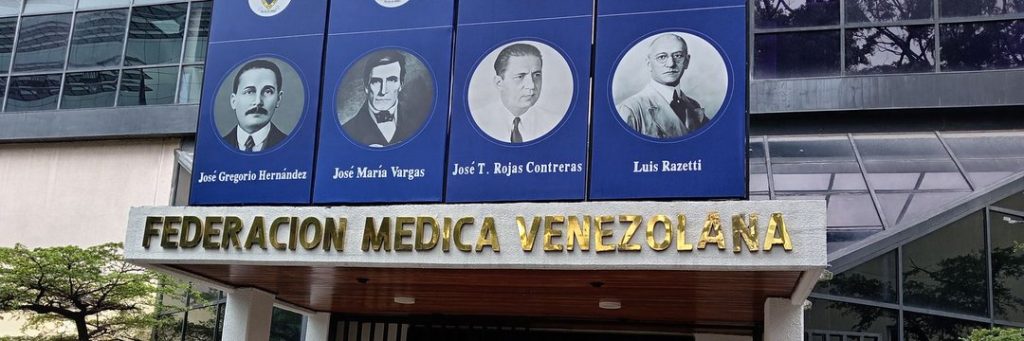 José Gregorio Hernández
José María Vargas
José T. Rojas Contreras
Luis Razetti
FEDERACION MEDICA VENEZOLANA